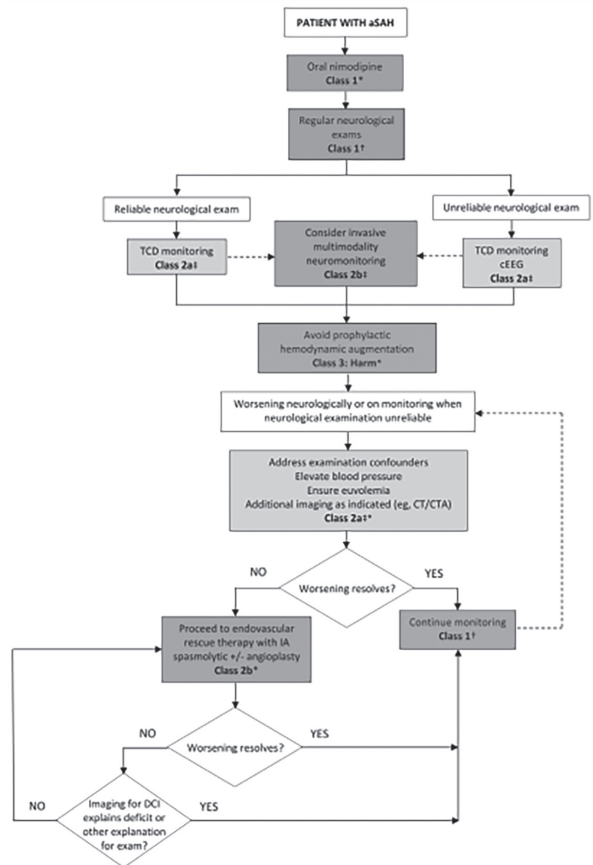 PATIENT WITH aSAH
Oral nimodipine
Class 1*
Regular neurological
exams
Class 1†
Reliable neurological exam
Unreliable neurological exam
TCD monitoring
Class 2a‡
Consider invasive
multimodality
neuromonitoring
Class 2b‡
TCD monitoring
cEEG
Class 2a‡
Avoid prophylactic
hemodynamic augmentation
Class 3: Harm*
Worsening neurologically or on monitoring when
neurological examination unreliable
Address examination confounders
Elevate blood pressure
Ensure euvolemia
Additional imaging as indicated (eg, CT/CTA)
Class 2a‡*
NO
Worsening resolves?
YES
Proceed to endovascular
rescue therapy with IA
spasmolytic +/- angioplasty
Class 2b*
Continue monitoring
Class 1†
NO
Worsening resolves?
YES
NO
Imaging for DCI
explains deficit or
other explanation
for exam?
YES